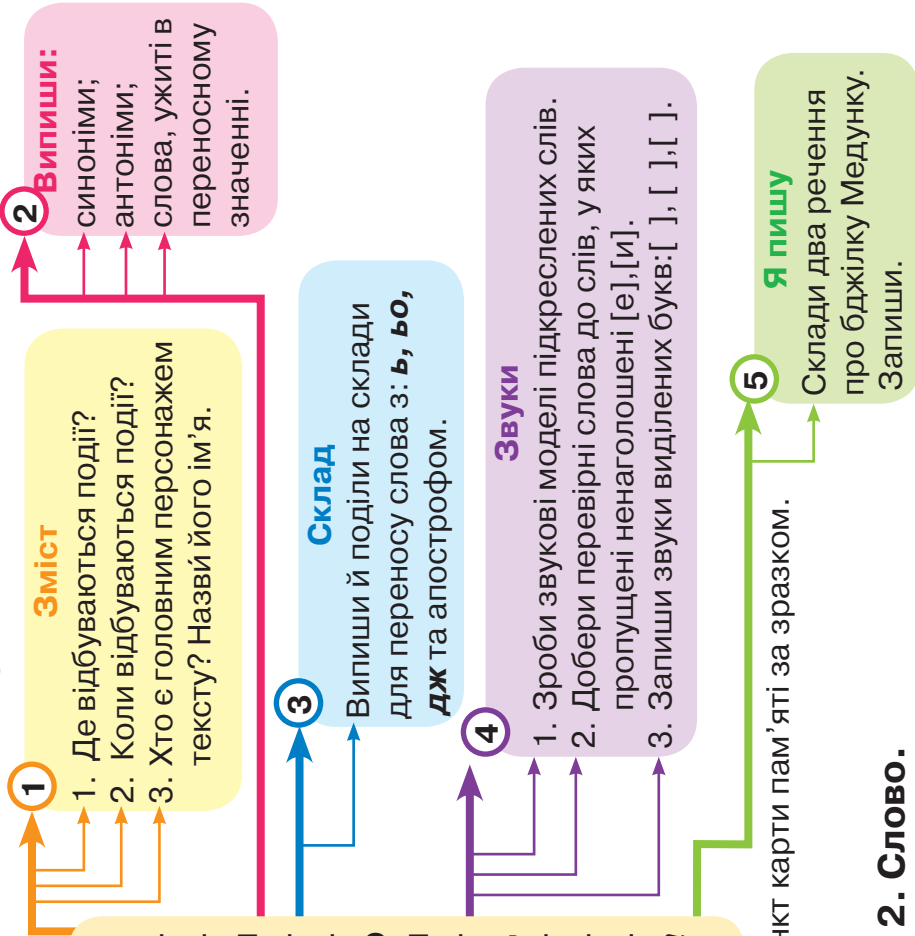 1
Зміст
1. Де відбуваються події?
2. Коли відбуваються події?
3. Хто є головним персонажем
тексту? Назви́ його ім’я.
2
Випиши:
синоніми;
антоніми;
слова, ужиті в
переносному
значенні.
3
Склад
Випиши й поділи на склади
для переносу слова з: ь, ьо,
дж та апострофом.
4
Звуки
1. Зроби звукові моделі підкреслених слів.
2. Добери перевірні слова до слів, у яких
пропущені ненаголошені [е],[и].
3. Запиши звуки виділених букв:[ ], [ ],[ ].
5
Я пишу
Склади два речення
про бджілку Медунку.
Запиши.
карти пам’яті за зразком.
2. Слово.